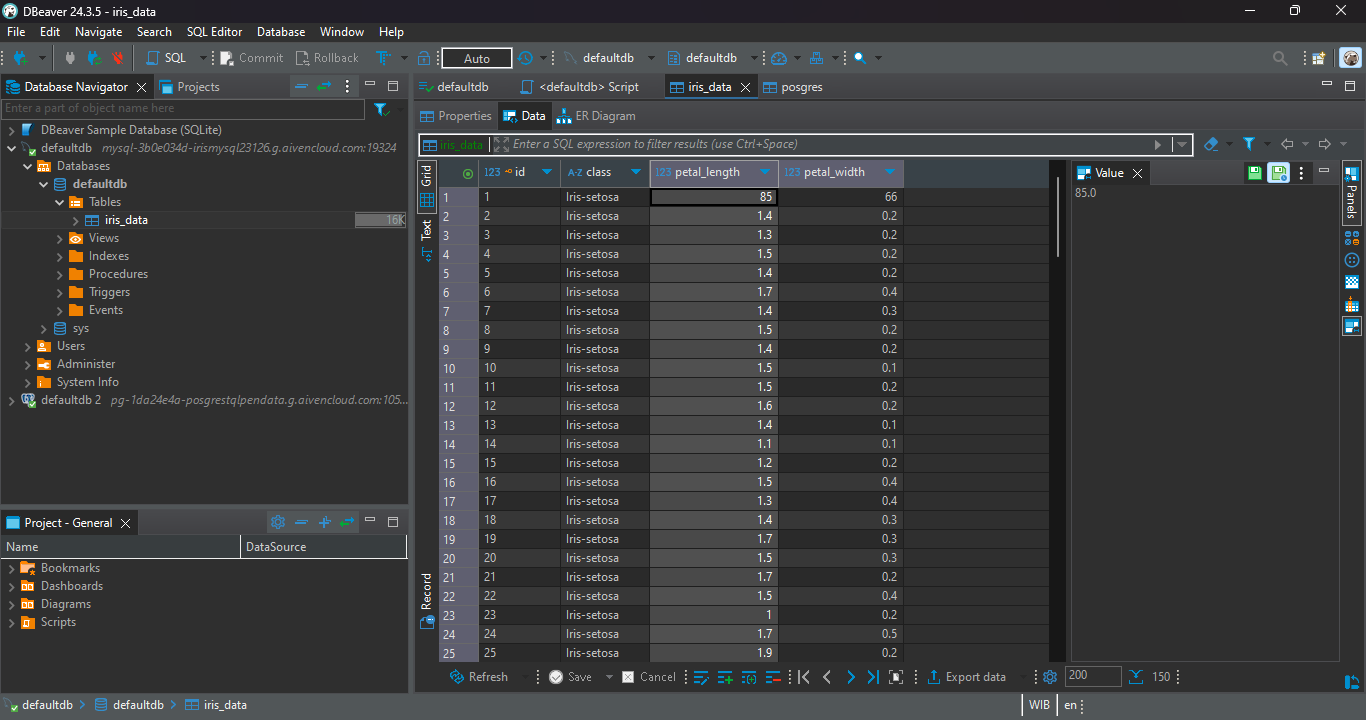 DBeaver 24.3.5 - iris_data
File Edit Navigate Search SQL Editor Database Window Help
SQL Commit Rollback Auto defaultdb defaultdb
Database Navigator Projects
Enter a part of object name here
DBeaver Sample Database (SQLite)
defaultdb mysql-3b0e034d-irismysql23126.g.aivencloud.com:19324
Databases
defaultdb
Tables
iris_data 16K
Views
Indexes
Procedures
Triggers
Events
sys
Users
Administer
System Info
defaultdb 2 pg-1da24e4a-posgrestqlpendata.g.aivencloud.com:105...
Project - General
Name DataSource
Bookmarks
Dashboards
Diagrams
Scripts
defaultdb <defaultdb> Script iris_data posgres
Properties Data ER Diagram
iris_data Enter a SQL expression to filter results (use Ctrl+Space)
Grid
Text
Record
123 id A-Z class 123 petal_length 123 petal_width
1 1 Iris-setosa 85 66
2 2 Iris-setosa 1.4 0.2
3 3 Iris-setosa 1.3 0.2
4 4 Iris-setosa 1.5 0.2
5 5 Iris-setosa 1.4 0.2
6 6 Iris-setosa 1.7 0.4
7 7 Iris-setosa 1.4 0.3
8 8 Iris-setosa 1.5 0.2
9 9 Iris-setosa 1.4 0.2
10 10 Iris-setosa 1.5 0.1
11 11 Iris-setosa 1.5 0.2
12 12 Iris-setosa 1.6 0.2
13 13 Iris-setosa 1.4 0.1
14 14 Iris-setosa 1.1 0.1
15 15 Iris-setosa 1.2 0.2
16 16 Iris-setosa 1.5 0.4
17 17 Iris-setosa 1.3 0.4
18 18 Iris-setosa 1.4 0.3
19 19 Iris-setosa 1.7 0.3
20 20 Iris-setosa 1.5 0.3
21 21 Iris-setosa 1.7 0.2
22 22 Iris-setosa 1.5 0.4
23 23 Iris-setosa 1 0.2
24 24 Iris-setosa 1.7 0.5
25 25 Iris-setosa 1.9 0.2
Value
85.0
Panels
Refresh Save Cancel Export data 200 150
defaultdb defaultdb iris_data WIB en